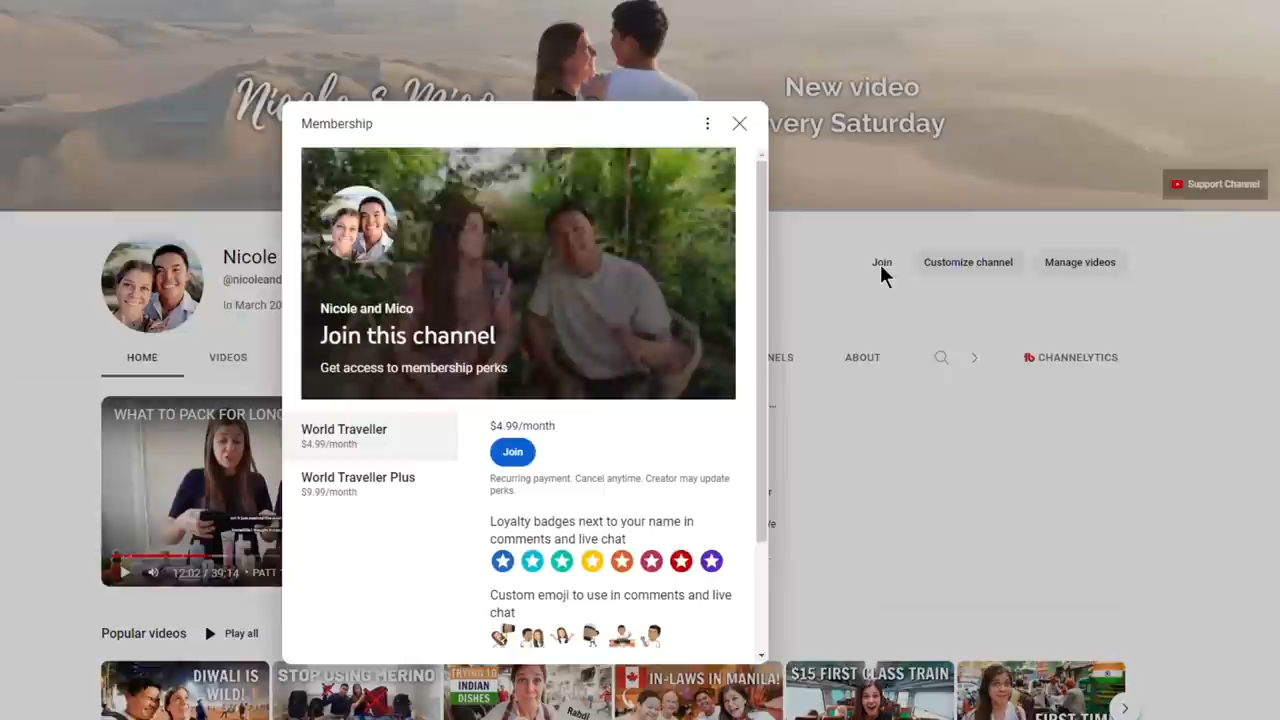 New video
very Saturday
Support Channel
Membership
Nicole and Mico
Join this channel
Get access to membership perks
Nicole
@nicoleand
In March 20
Join
Customize channel
Manage videos
HOME
VIDEOS
NELS
ABOUT
CHANNELYTICS
WHAT TO PACK FOR LONG
12:02 / 39:14 • PATT
World Traveller
$4.99/month
World Traveller Plus
$9.99/month
$4.99/month
Join
Recurring payment. Cancel anytime. Creator may update
perks.
Loyalty badges next to your name in
comments and live chat
Custom emoji to use in comments and live
chat
Popular videos
Play all
DIWALI IS
WILD!
STOP USING MERINO
TRYING 10
INDIAN
DISHES
Rabdi
IN-LAWS IN MANILA!
$15 FIRST CLASS TRAIN
FIRST TIME